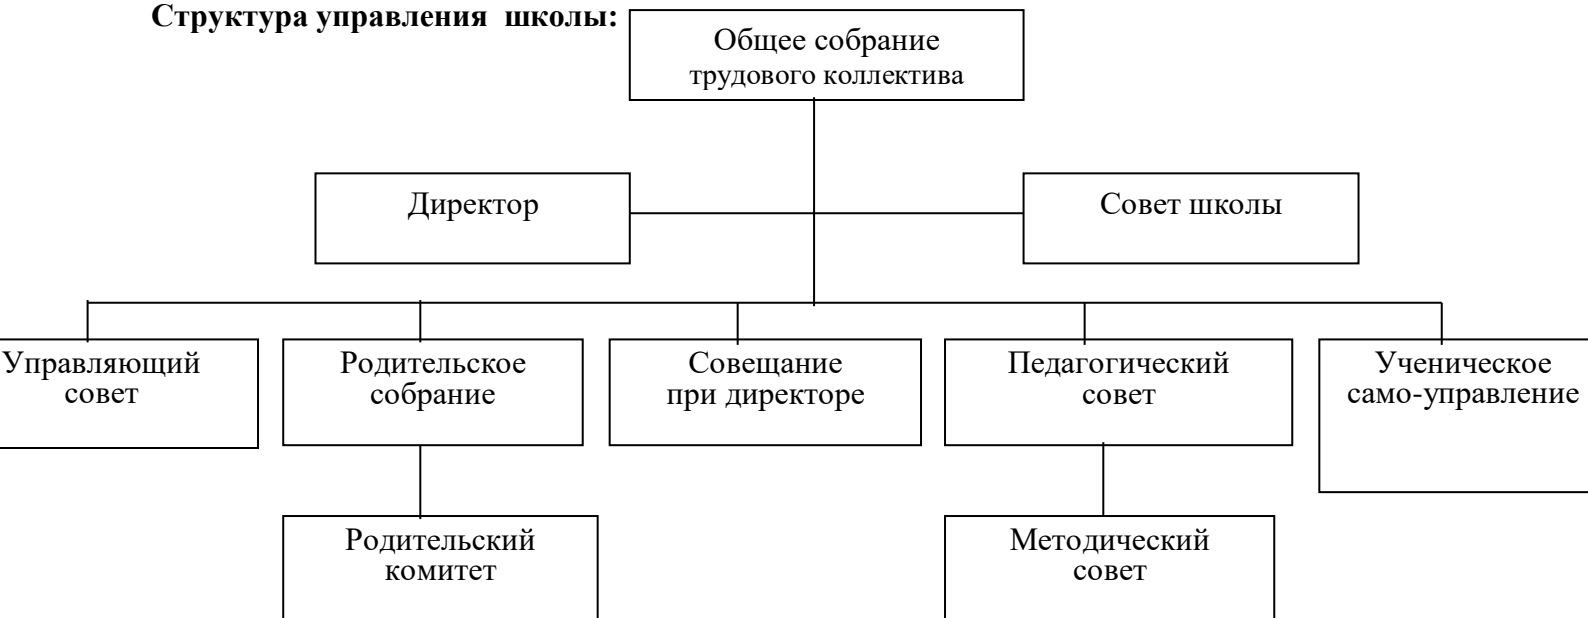 Структура управления  школы:
Общее собрание
трудового коллектива
Директор
Совет школы
Управляющий
совет
Родительское
собрание
Совещание
при директоре
Педагогический
совет
Ученическое
само-управление
Родительский
комитет
Методический
совет